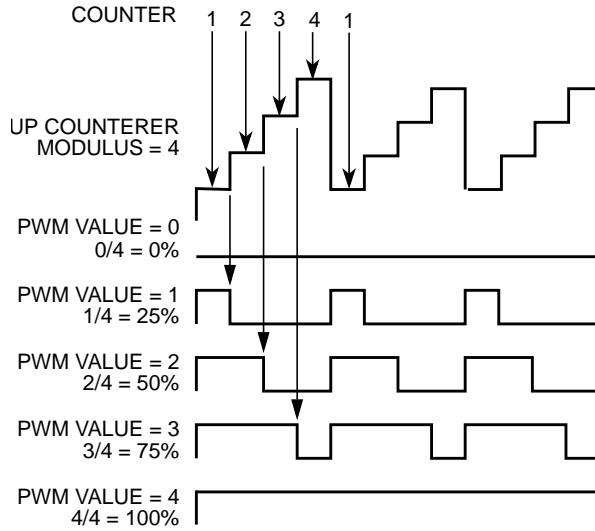 COUNTER
1 2 3 4 1
UP COUNTERER
MODULUS = 4
PWM VALUE = 0
0/4 = 0%
PWM VALUE = 1
1/4 = 25%
PWM VALUE = 2
2/4 = 50%
PWM VALUE = 3
3/4 = 75%
PWM VALUE = 4
4/4 = 100%